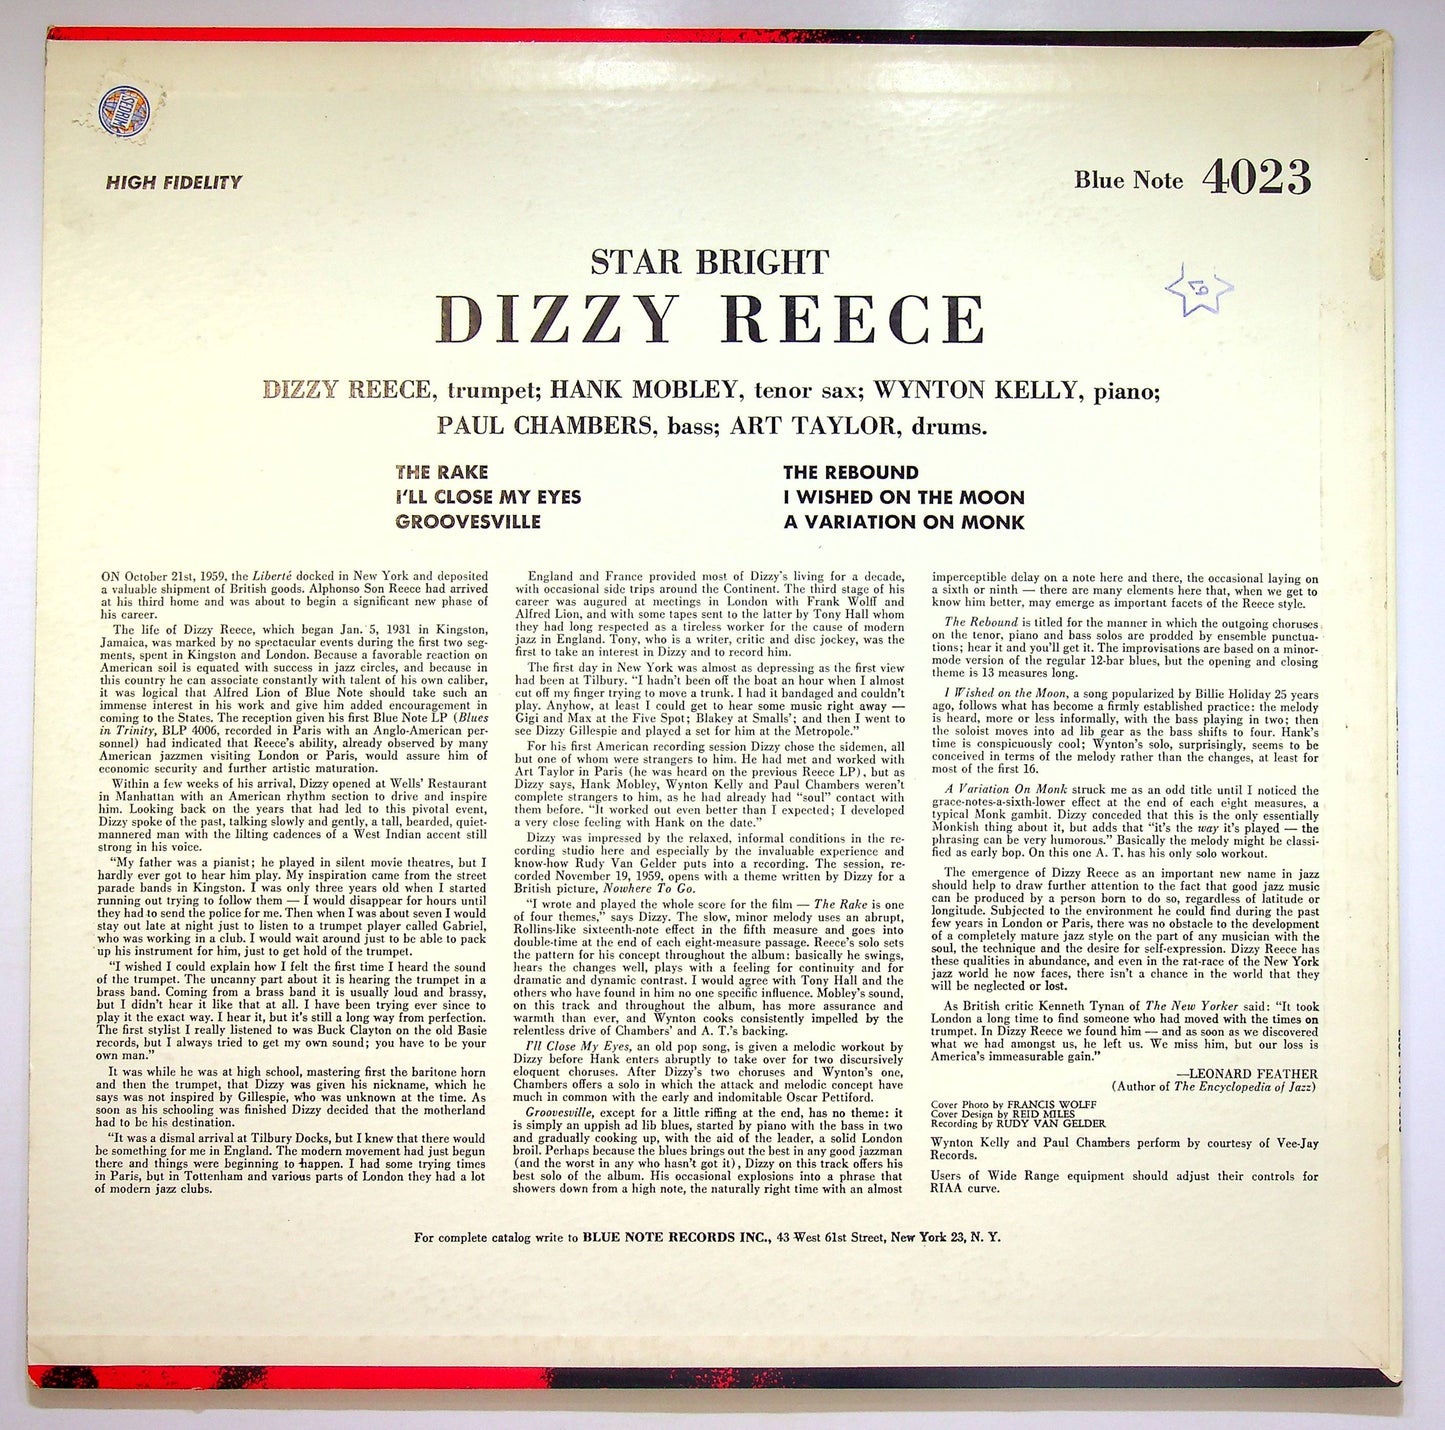 HIGH FIDELITY
Blue Note 4023
STAR BRIGHT
DIZZY REECE
DIZZY REECE, trumpet; HANK MOBLEY, tenor sax; WYNTON KELLY, piano;
PAUL CHAMBERS, bass; ART TAYLOR, drums.
THE RAKE
I'LL CLOSE MY EYES
GROOVESVILLE
THE REBOUND
I WISHED ON THE MOON
A VARIATION ON MONK
ON October 21st, 1959, the Liberté docked in New York and deposited
a valuable shipment of British goods. Alphonso Son Reece had arrived
at his third home and was about to begin a significant new phase of
his career.
The life of Dizzy Reece, which began Jan. 5, 1931 in Kingston,
Jamaica, was marked by no spectacular events during the first two seg-
ments, spent in Kingston and London. Because a favorable reaction on
American soil is equated with success in jazz circles, and because in
this country he can associate constantly with talent of his own caliber,
it was logical that Alfred Lion of Blue Note should take such an
immense interest in his work and give him added encouragement in
coming to the States. The reception given his first Blue Note LP (Blues
in Trinity, BLP 4006, recorded in Paris with an Anglo-American per-
sonnel) had indicated that Reece's ability, already observed by many
American jazzmen visiting London or Paris, would assure him of
economic security and further artistic maturation.
Within a few weeks of his arrival, Dizzy opened at Wells' Restaurant
in Manhattan with an American rhythm section to drive and inspire
him. Looking back on the years that had led to this pivotal event,
Dizzy spoke of the past, talking slowly and gently, a tall, bearded, quiet-
mannered man with the lilting cadences of a West Indian accent still
strong in his voice.
"My father was a pianist; he played in silent movie theatres, but I
hardly ever got to hear him play. My inspiration came from the street
parade bands in Kingston. I was only three years old when I started
running out trying to follow them — I would disappear for hours until
they had to send the police for me. Then when I was about seven I would
stay out late at night just to listen to a trumpet player called Gabriel,
who was working in a club. I would wait around just to be able to pack
up his instrument for him, just to get hold of the trumpet.
"I wished I could explain how I felt the first time I heard the sound
of the trumpet. The uncanny part about it is hearing the trumpet in a
brass band. Coming from a brass band it is usually loud and brassy,
but I didn't hear it like that at all. I have been trying ever since to
play it the exact way. I hear it, but it's still a long way from perfection.
The first stylist I really listened to was Buck Clayton on the old Basie
records, but I always tried to get my own sound; you have to be your
own man."
It was while he was at high school, mastering first the baritone horn
and then the trumpet, that Dizzy was given his nickname, which he
says was not inspired by Gillespie, who was unknown at the time. As
soon as his schooling was finished Dizzy decided that the motherland
had to be his destination.
"It was a dismal arrival at Tilbury Docks, but I knew that there would
be something for me in England. The modern movement had just begun
there and things were beginning to happen. I had some trying times
in Paris, but in Tottenham and various parts of London they had a lot
of modern jazz clubs.
England and France provided most of Dizzy's living for a decade,
with occasional side trips around the Continent. The third stage of his
career was augured at meetings in London with Frank Wolff and
Alfred Lion, and with some tapes sent to the latter by Tony Hall whom
they had long respected as a tireless worker for the cause of modern
jazz in England. Tony, who is a writer, critic and disc jockey, was the
first to take an interest in Dizzy and to record him.
The first day in New York was almost as depressing as the first view
had been at Tilbury. "I hadn't been off the boat an hour when I almost
cut off my finger trying to move a trunk. I had it bandaged and couldn't
play. Anyhow, at least I could get to hear some music right away —
Gigi and Max at the Five Spot; Blakey at Smalls'; and then I went to
see Dizzy Gillespie and played a set for him at the Metropole."
For his first American recording session Dizzy chose the sidemen, all
but one of whom were strangers to him. He had met and worked with
Art Taylor in Paris (he was heard on the previous Reece LP), but as
Dizzy says, Hank Mobley, Wynton Kelly and Paul Chambers weren't
complete strangers to him, as he had already had "soul" contact with
them before. "It worked out even better than I expected; I developed
a very close feeling with Hank on the date."
Dizzy was impressed by the relaxed, informal conditions in the re-
cording studio here and especially by the invaluable experience and
know-how Rudy Van Gelder puts into a recording. The session, re-
corded November 19, 1959, opens with a theme written by Dizzy for a
British picture, Nowhere To Go.
"I wrote and played the whole score for the film — The Rake is one
of four themes," says Dizzy. The slow, minor melody uses an abrupt,
Rollins-like sixteenth-note effect in the fifth measure and goes into
double-time at the end of each eight-measure passage. Reece's solo sets
the pattern for his concept throughout the album: basically he swings,
hears the changes well, plays with a feeling for continuity and for
dramatic and dynamic contrast. I would agree with Tony Hall and the
others who have found in him no one specific influence. Mobley's sound,
on this track and throughout the album, has more assurance and
warmth than ever, and Wynton cooks consistently impelled by the
relentless drive of Chambers' and A. T.'s backing.
I'll Close My Eyes, an old pop song, is given a melodic workout by
Dizzy before Hank enters abruptly to take over for two discursively
eloquent choruses. After Dizzy's two choruses and Wynton's one,
Chambers offers a solo in which the attack and melodic concept have
much in common with the early and indomitable Oscar Pettiford.
Groovesville, except for a little riffing at the end, has no theme: it
is simply an uppish ad lib blues, started by piano with the bass in two
and gradually cooking up, with the aid of the leader, a solid London
broil. Perhaps because the blues brings out the best in any good jazzman
(and the worst in any who hasn't got it), Dizzy on this track offers his
best solo of the album. His occasional explosions into a phrase that
showers down from a high note, the naturally right time with an almost
imperceptible delay on a note here and there, the occasional laying on
a sixth or ninth — there are many elements here that, when we get to
know him better, may emerge as important facets of the Reece style.
The Rebound is titled for the manner in which the outgoing choruses
on the tenor, piano and bass solos are prodded by ensemble punctua-
tions; hear it and you'll get it. The improvisations are based on a minor-
mode version of the regular 12-bar blues, but the opening and closing
theme is 13 measures long.
I Wished on the Moon, a song popularized by Billie Holiday 25 years
ago, follows what has become a firmly established practice: the melody
is heard, more or less informally, with the bass playing in two; then
the soloist moves into ad lib gear as the bass shifts to four. Hank's
time is conspicuously cool; Wynton's solo, surprisingly, seems to be
conceived in terms of the melody rather than the changes, at least for
most of the first 16.
A Variation On Monk struck me as an odd title until I noticed the
grace-notes-a-sixth-lower effect at the end of each eight measures, a
typical Monk gambit. Dizzy conceded that this is the only essentially
Monkish thing about it, but adds that "it's the way it's played — the
phrasing can be very humorous." Basically the melody might be classi-
fied as early bop. On this one A. T. has his only solo workout.
The emergence of Dizzy Reece as an important new name in jazz
should help to draw further attention to the fact that good jazz music
can be produced by a person born to do so, regardless of latitude or
longitude. Subjected to the environment he could find during the past
few years in London or Paris, there was no obstacle to the development
of a completely mature jazz style on the part of any musician with the
soul, the technique and the desire for self-expression. Dizzy Reece has
these qualities in abundance, and even in the rat-race of the New York
jazz world he now faces, there isn't a chance in the world that they
will be neglected or lost.
As British critic Kenneth Tynan of The New Yorker said: "It took
London a long time to find someone who had moved with the times on
trumpet. In Dizzy Reece we found him — and as soon as we discovered
what we had amongst us, he left us. We miss him, but our loss is
America's immeasurable gain."
—LEONARD FEATHER
(Author of The Encyclopedia of Jazz)
Cover Photo by FRANCIS WOLFF
Cover Design by REID MILES
Recording by RUDY VAN GELDER
Wynton Kelly and Paul Chambers perform by courtesy of Vee-Jay
Records.
Users of Wide Range equipment should adjust their controls for
RIAA curve.
For complete catalog write to BLUE NOTE RECORDS INC., 43 West 61st Street, New York 23, N. Y.